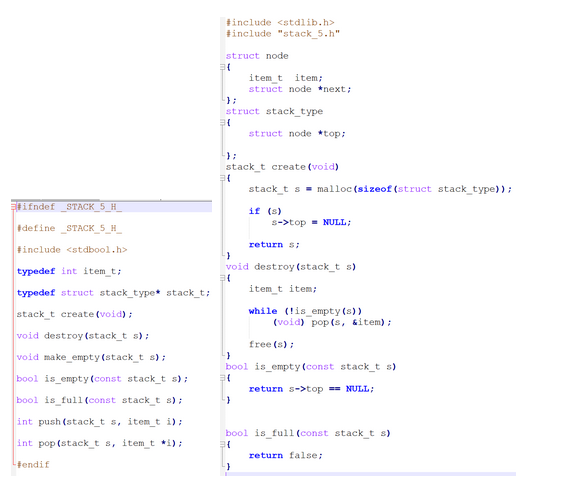 #ifndef _STACK_5_H_
#define _STACK_5_H_
#include <stdbool.h>
typedef int item_t;
typedef struct stack_type* stack_t;
stack_t create(void);
void destroy(stack_t s);
void make_empty(stack_t s);
bool is_empty(const stack_t s);
bool is_full(const stack_t s);
int push(stack_t s, item_t i);
int pop(stack_t s, item_t *i);
#endif
#include <stdlib.h>
#include "stack_5.h"
struct node
{
item_t item;
struct node *next;
};
struct stack_type
{
struct node *top;
};
stack_t create(void)
{
stack_t s = malloc(sizeof(struct stack_type));
if (s)
s->top = NULL;
return s;
}
void destroy(stack_t s)
{
item_t item;
while (!is_empty(s))
(void) pop(s, &item);
free(s);
}
bool is_empty(const stack_t s)
{
return s->top == NULL;
}
bool is_full(const stack_t s)
{
return false;
}